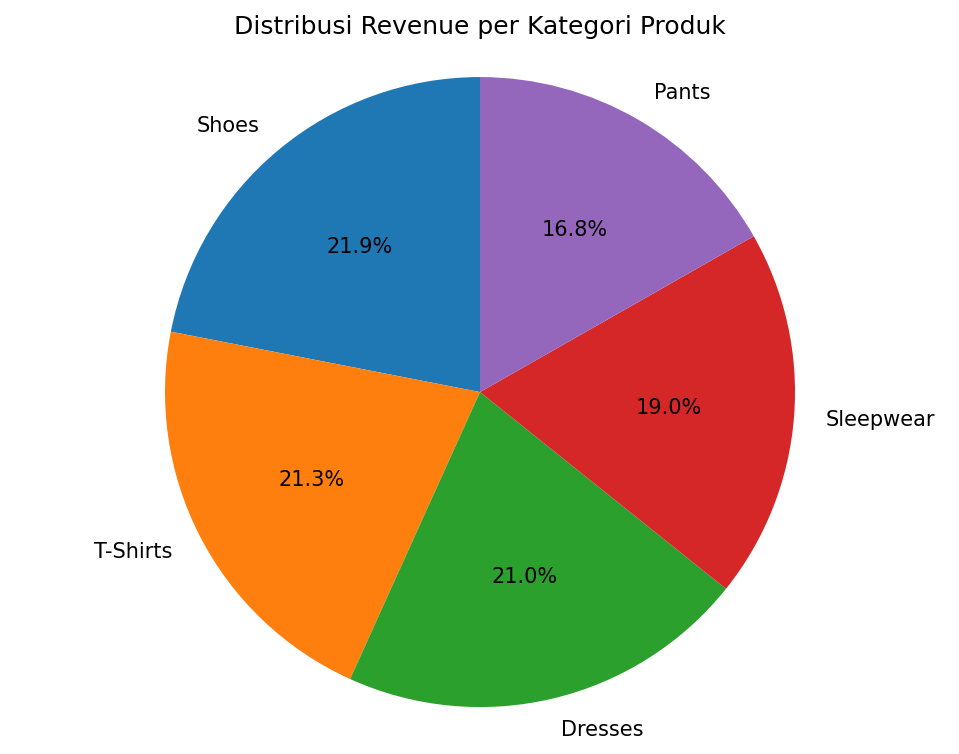 Distribusi Revenue per Kategori Produk
Pants
Shoes
16.8%
21.9%
19.0%
Sleepwear
21.3%
T-Shirts
21.0%
Dresses